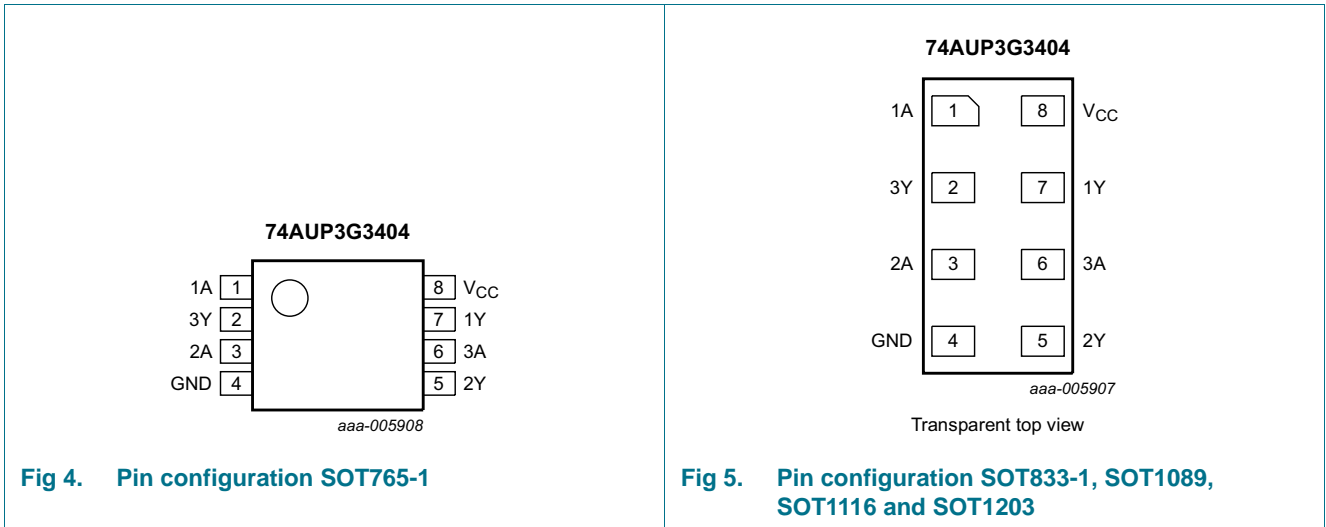 74AUP3G3404
1A 1 8 VCC
3Y 2 7 1Y
2A 3 6 3A
GND 4 5 2Y
aaa-005908
Fig 4. Pin configuration SOT765-1
74AUP3G3404
1A 1 8 VCC
3Y 2 7 1Y
2A 3 6 3A
GND 4 5 2Y
aaa-005907
Transparent top view
Fig 5. Pin configuration SOT833-1, SOT1089,
SOT1116 and SOT1203